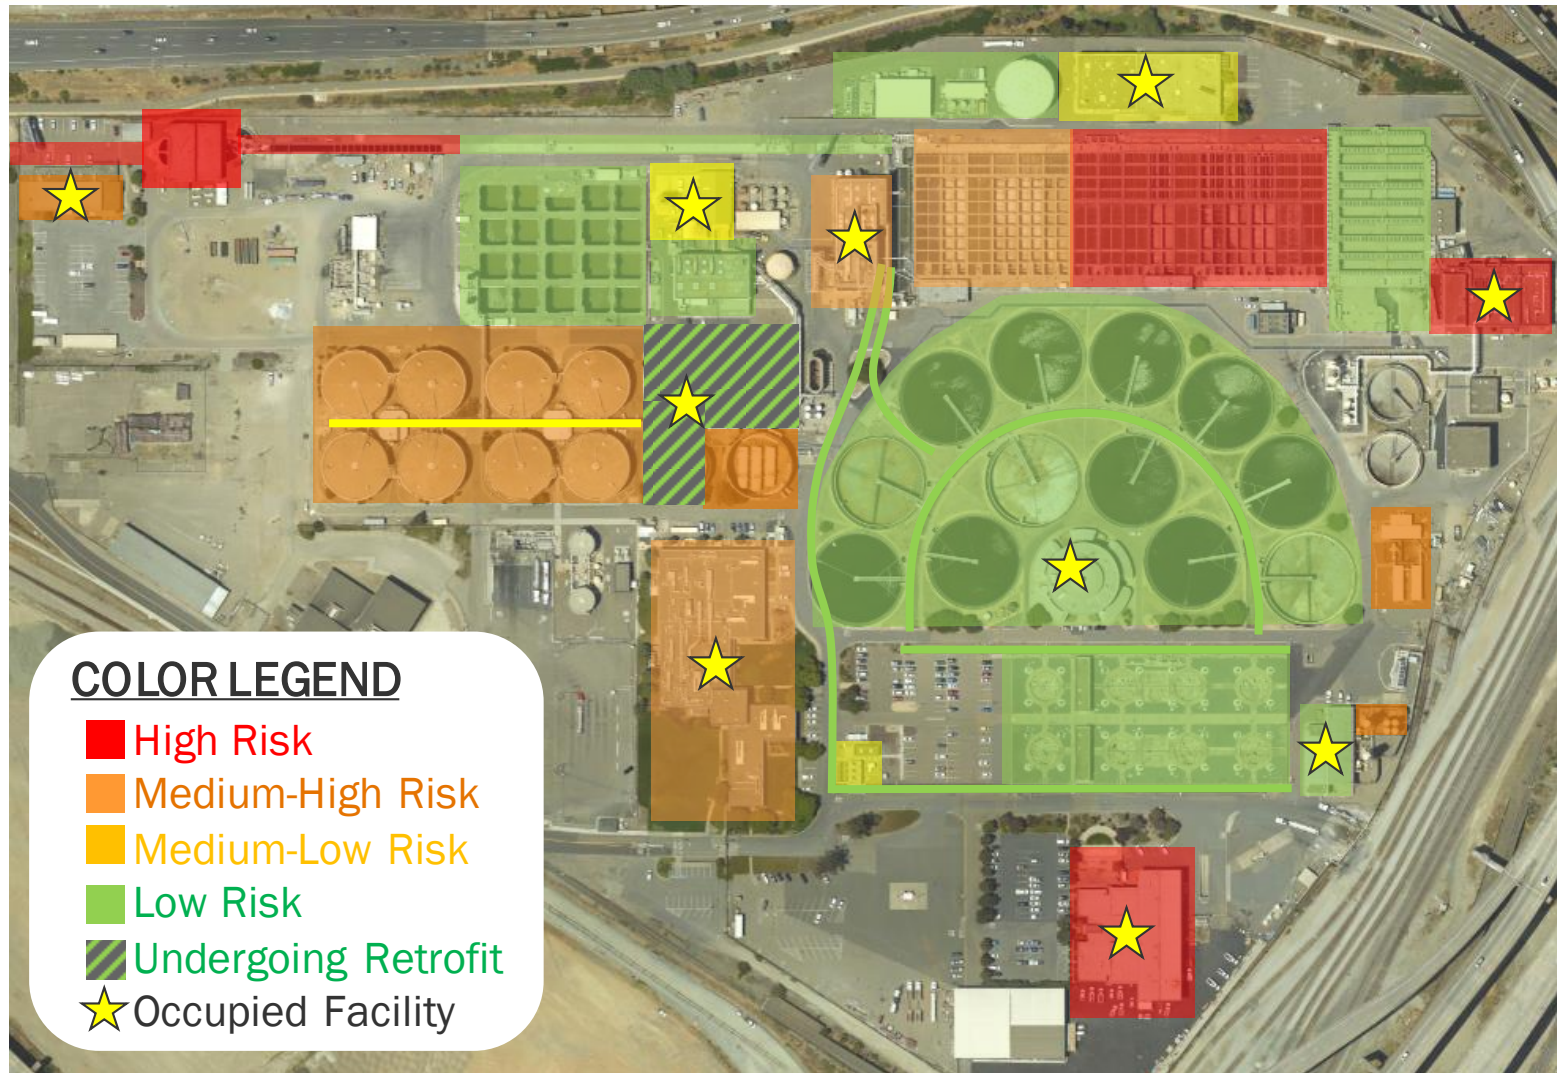 COLOR LEGEND
High Risk
Medium-High Risk
Medium-Low Risk
Low Risk
Undergoing Retrofit
Occupied Facility